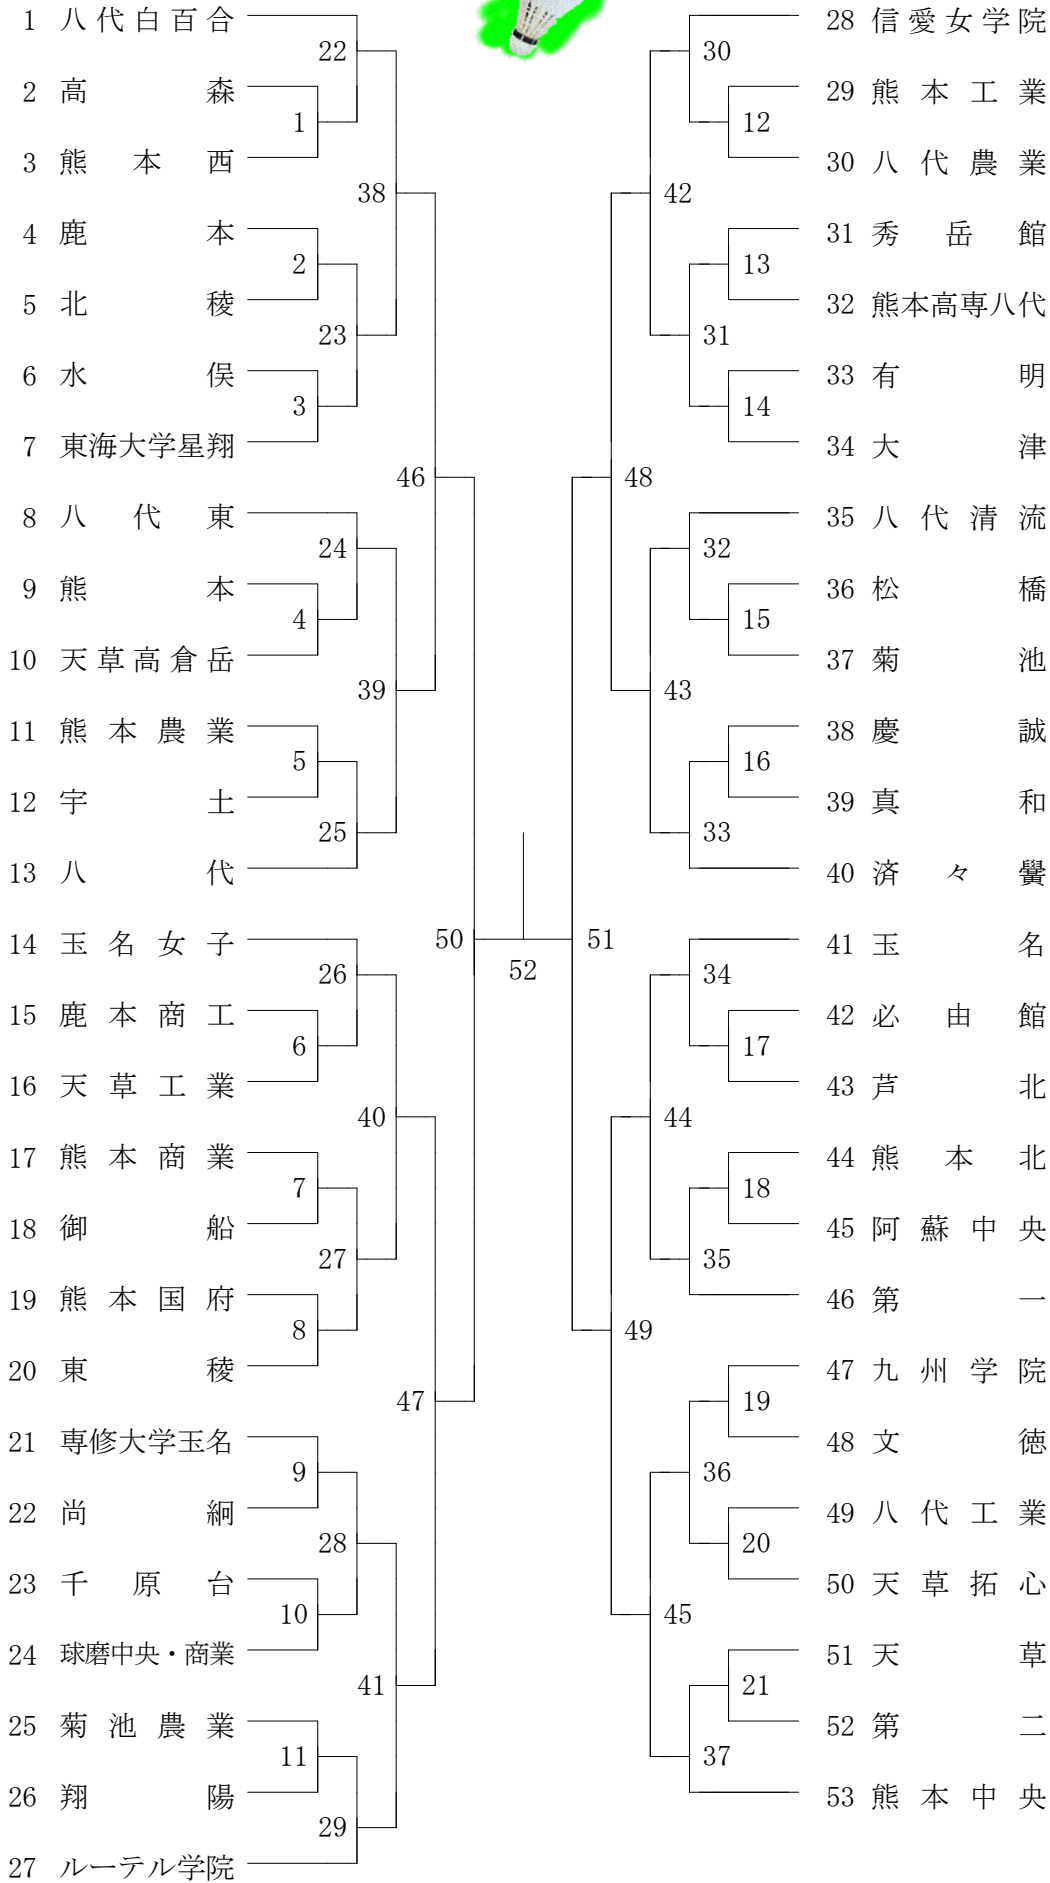 1 八代白百合
2 高森
3 熊本西
4 鹿本
5 北稜
6 水俣
7 東海大学星翔
8 八代東
9 熊本
10 天草高倉岳
11 熊本農業
12 宇土
13 八代
14 玉名女子
15 鹿本商工
16 天草工業
17 熊本商業
18 御船
19 熊本国府
20 東稜
21 専修大学玉名
22 尚絅
23 千原台
24 球磨中央・商業
25 菊池農業
26 翔陽
27 ルーテル学院
22
1
38
2
23
3
46
24
4
39
5
25
50
26
6
40
7
27
8
47
9
28
10
41
11
29
52
51
30
12
42
13
31
14
48
32
15
43
16
33
34
17
44
18
35
49
19
36
20
45
21
37
28 信愛女学院
29 熊本工業
30 八代農業
31 秀岳館
32 熊本高専八代
33 有明
34 大津
35 八代清流
36 松橋
37 菊池
38 慶誠
39 真和
40 済々黌
41 玉名
42 必由館
43 芦北
44 熊本北
45 阿蘇中央
46 第一
47 九州学院
48 文徳
49 八代工業
50 天草拓心
51 天草
52 第二
53 熊本中央